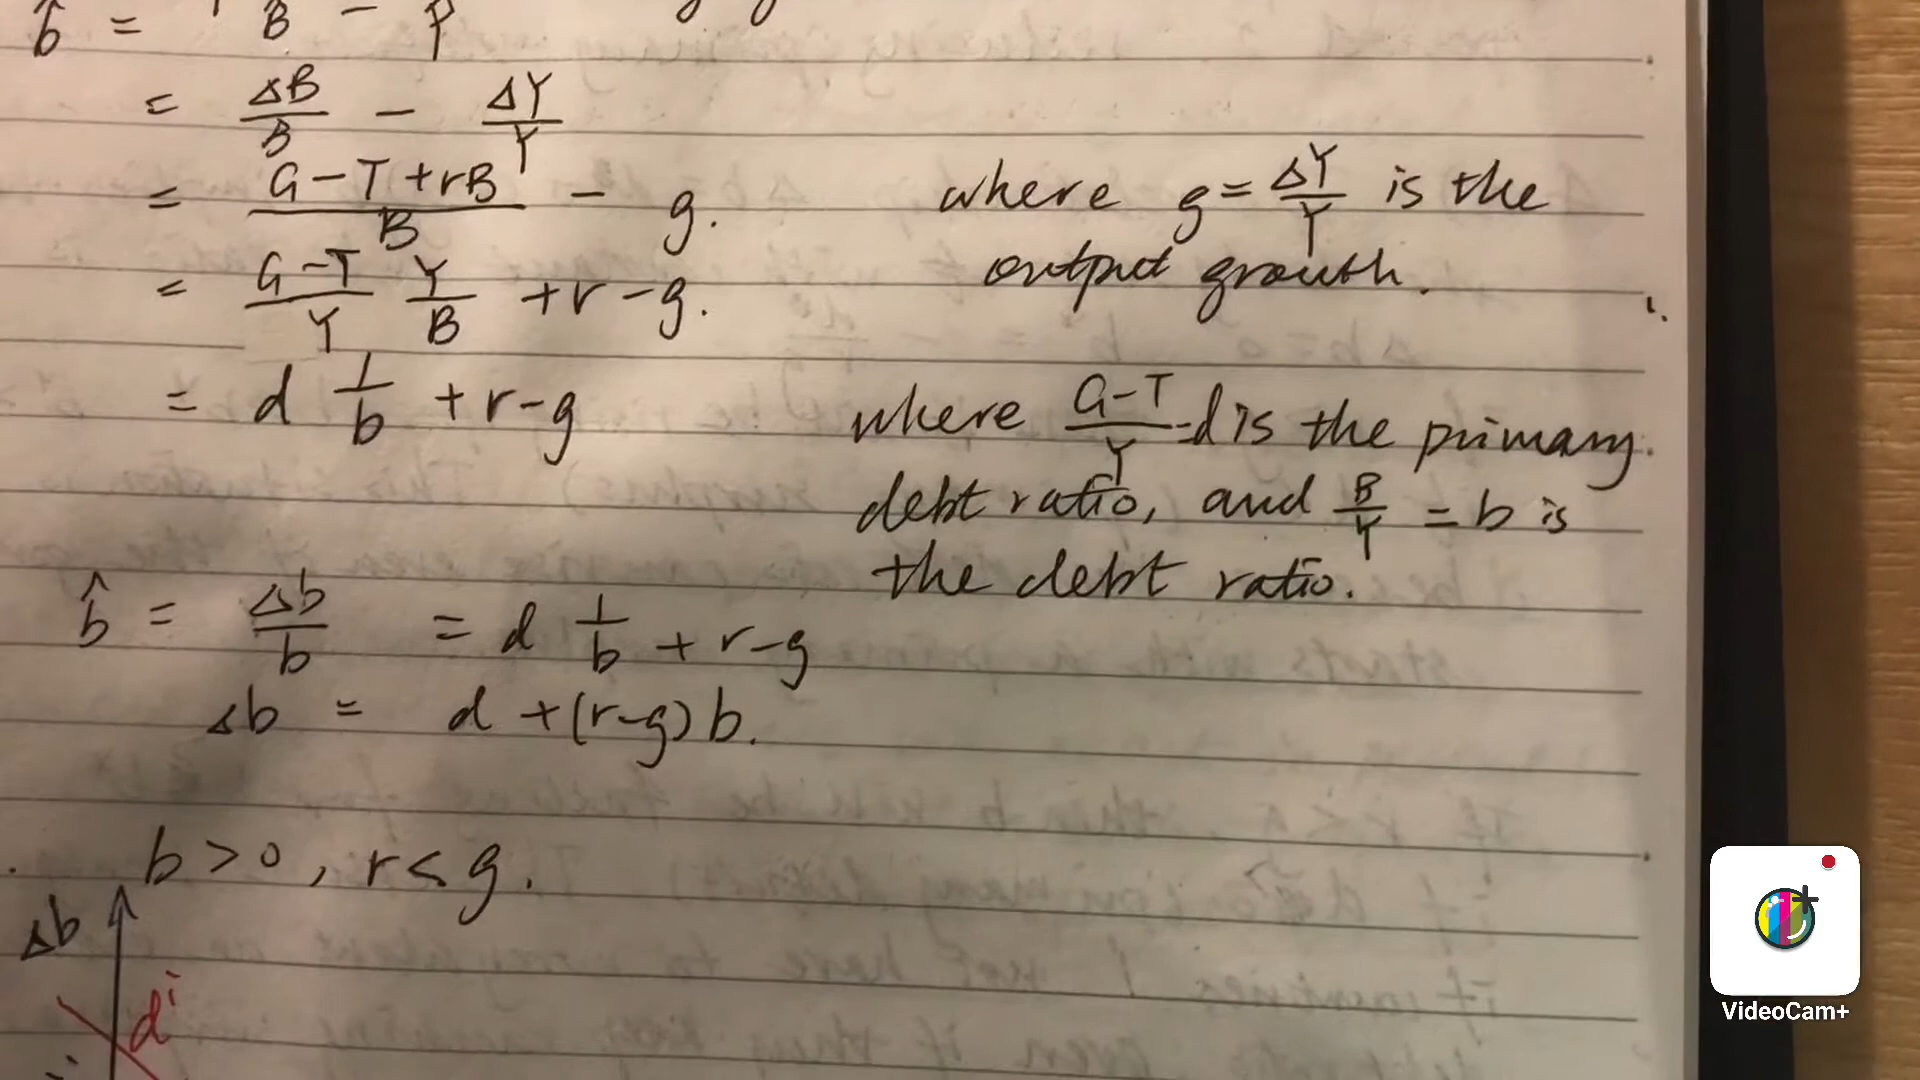 b̂ = B̂ - Ŷ
= ΔB/B - ΔY/Y
= (G-T+rB)/B - g. where g = ΔY/Y is the
output growth.
= (G-T)/Y Y/B + r-g.
= d 1/b + r-g where (G-T)/Y = d is the primary
debt ratio, and B/Y = b is
the debt ratio.
b̂ = Δb/b = d 1/b + r-g
Δb = d + (r-g) b.
b > 0, r < g.
Δb
dⁱ
VideoCam+